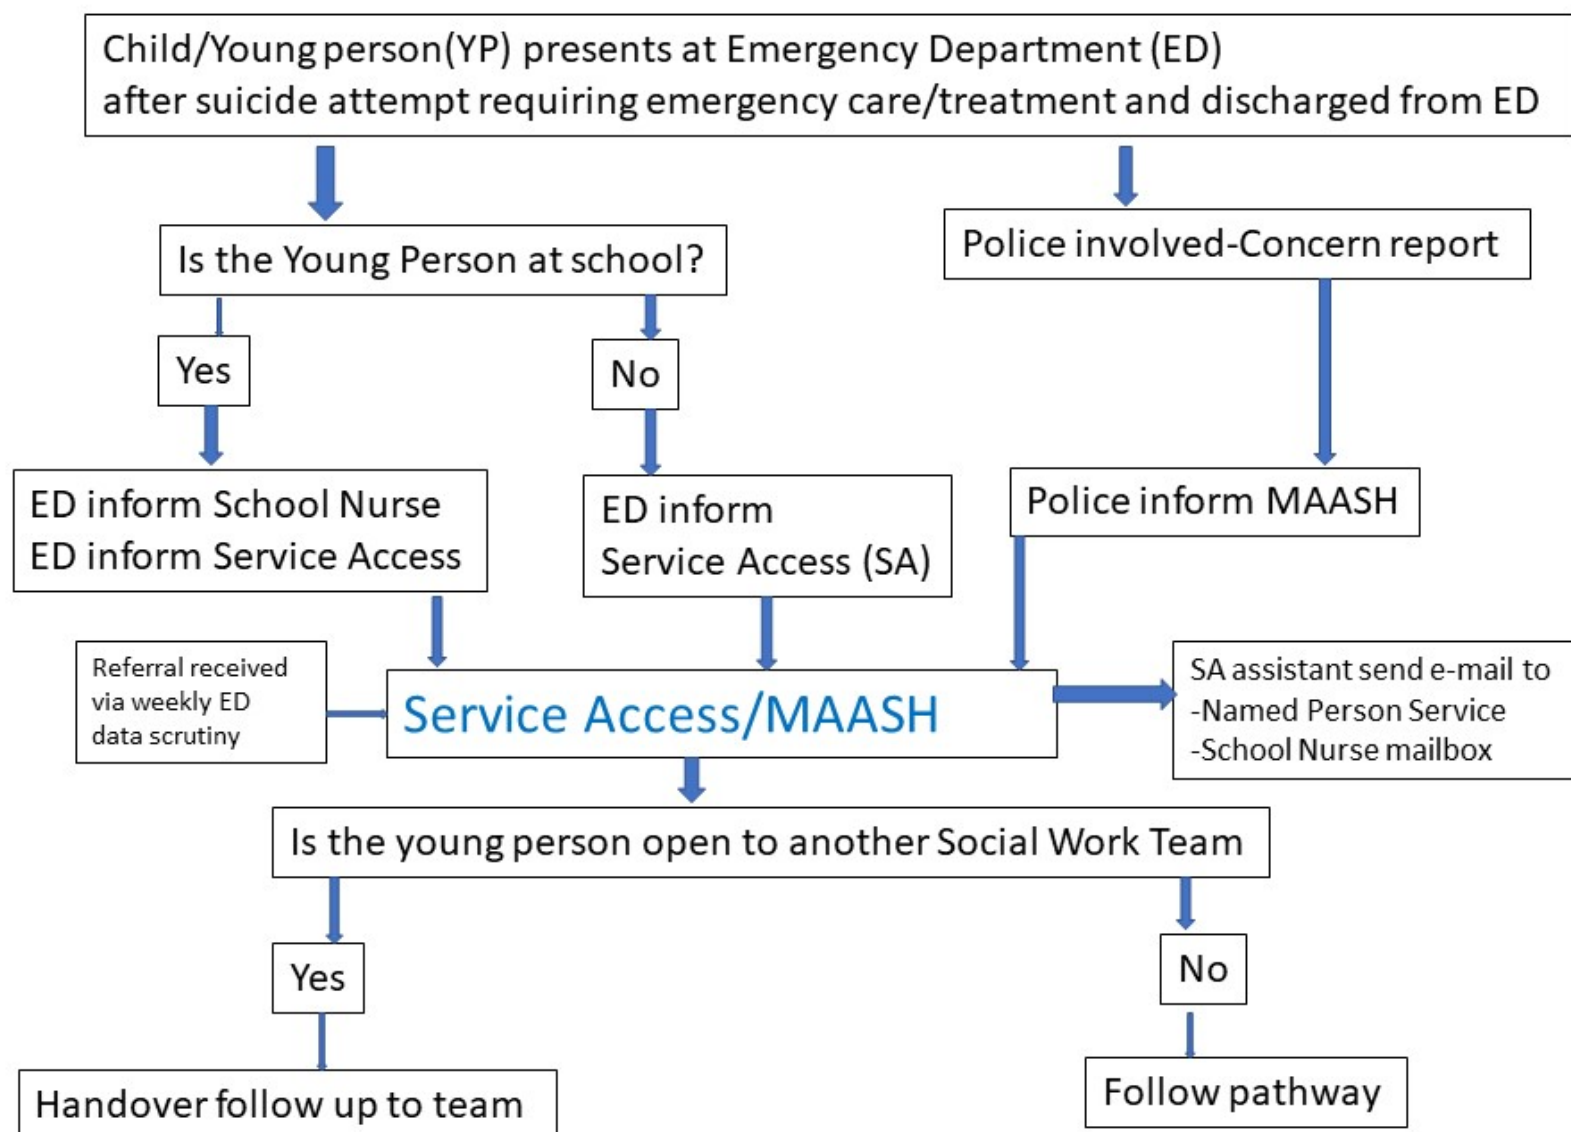 Child/Young person(YP) presents at Emergency Department (ED)
after suicide attempt requiring emergency care/treatment and discharged from ED
Is the Young Person at school?
Police involved-Concern report
Yes
No
ED inform School Nurse
ED inform Service Access
ED inform
Service Access (SA)
Police inform MAASH
Referral received
via weekly ED
data scrutiny
Service Access/MAASH
SA assistant send e-mail to
-Named Person Service
-School Nurse mailbox
Is the young person open to another Social Work Team
Yes
No
Handover follow up to team
Follow pathway